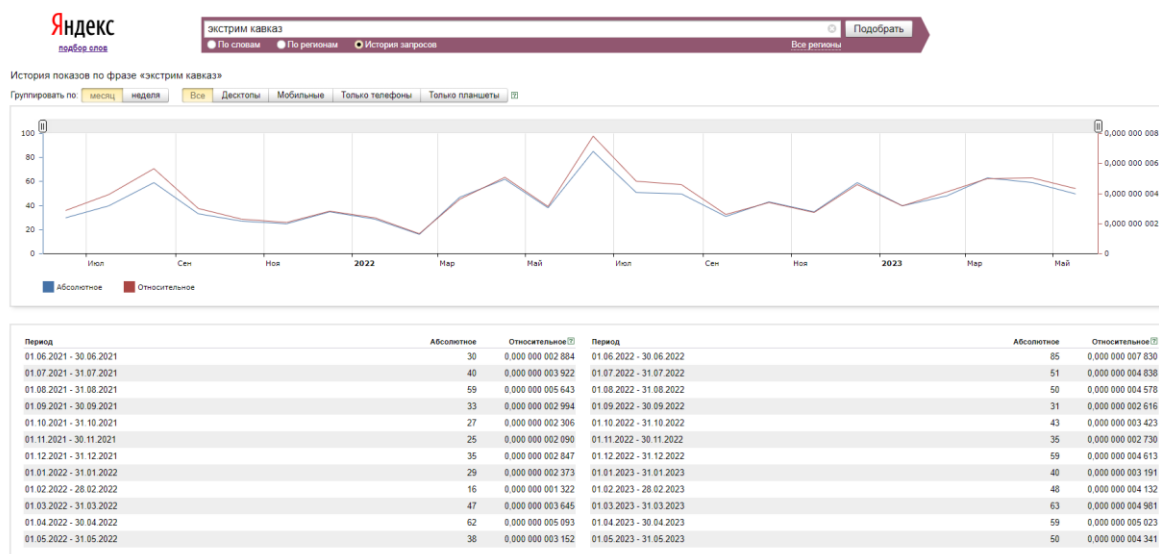 Яндекс
подбор слов
экстрим кавказ
Подобрать
По словам По регионам История запросов Все регионы
История показов по фразе «экстрим кавказ»
Группировать по: месяц неделя Все Десктопы Мобильные Только телефоны Только планшеты ?
100 0,000 000 008
80
0,000 000 006
60
0,000 000 004
40
0,000 000 002
20
0 0
Июл Сен Ноя 2022 Мар Май Июл Сен Ноя 2023 Мар Май
Абсолютное Относительное
Период Абсолютное Относительное ? Период Абсолютное Относительное ?
01.06.2021 - 30.06.2021 30 0,000 000 002 884 01.06.2022 - 30.06.2022 85 0,000 000 007 830
01.07.2021 - 31.07.2021 40 0,000 000 003 922 01.07.2022 - 31.07.2022 51 0,000 000 004 838
01.08.2021 - 31.08.2021 59 0,000 000 005 643 01.08.2022 - 31.08.2022 50 0,000 000 004 578
01.09.2021 - 30.09.2021 33 0,000 000 002 994 01.09.2022 - 30.09.2022 31 0,000 000 002 616
01.10.2021 - 31.10.2021 27 0,000 000 002 306 01.10.2022 - 31.10.2022 43 0,000 000 003 423
01.11.2021 - 30.11.2021 25 0,000 000 002 090 01.11.2022 - 30.11.2022 35 0,000 000 002 730
01.12.2021 - 31.12.2021 35 0,000 000 002 847 01.12.2022 - 31.12.2022 59 0,000 000 004 613
01.01.2022 - 31.01.2022 29 0,000 000 002 373 01.01.2023 - 31.01.2023 40 0,000 000 003 191
01.02.2022 - 28.02.2022 16 0,000 000 001 322 01.02.2023 - 28.02.2023 48 0,000 000 004 132
01.03.2022 - 31.03.2022 47 0,000 000 003 645 01.03.2023 - 31.03.2023 63 0,000 000 004 981
01.04.2022 - 30.04.2022 62 0,000 000 005 093 01.04.2023 - 30.04.2023 59 0,000 000 005 023
01.05.2022 - 31.05.2022 38 0,000 000 003 152 01.05.2023 - 31.05.2023 50 0,000 000 004 341